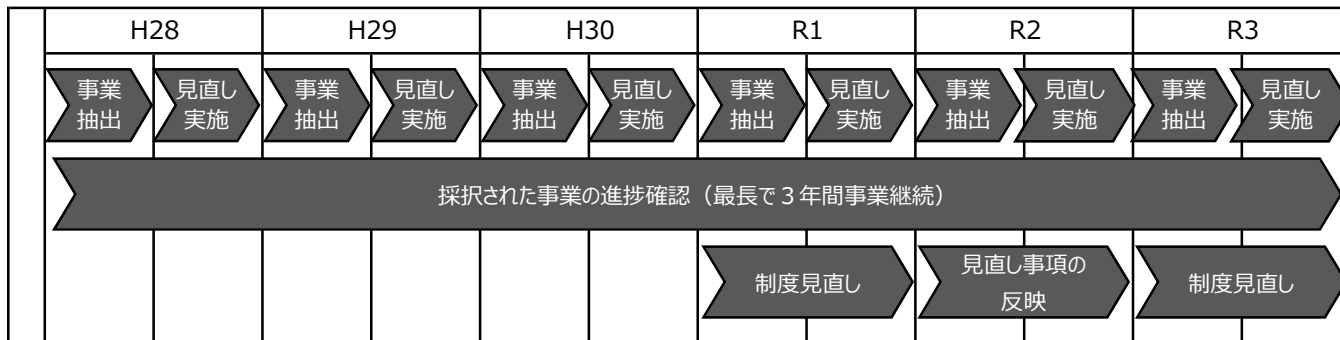 H28 H29 H30 R1 R2 R3
事業 見直し 事業 見直し 事業 見直し 事業 見直し 事業 見直し 事業 見直し
抽出 実施 抽出 実施 抽出 実施 抽出 実施 抽出 実施 抽出 実施
採択された事業の進捗確認（最長で３年間事業継続）
制度見直し 見直し事項の 制度見直し
反映